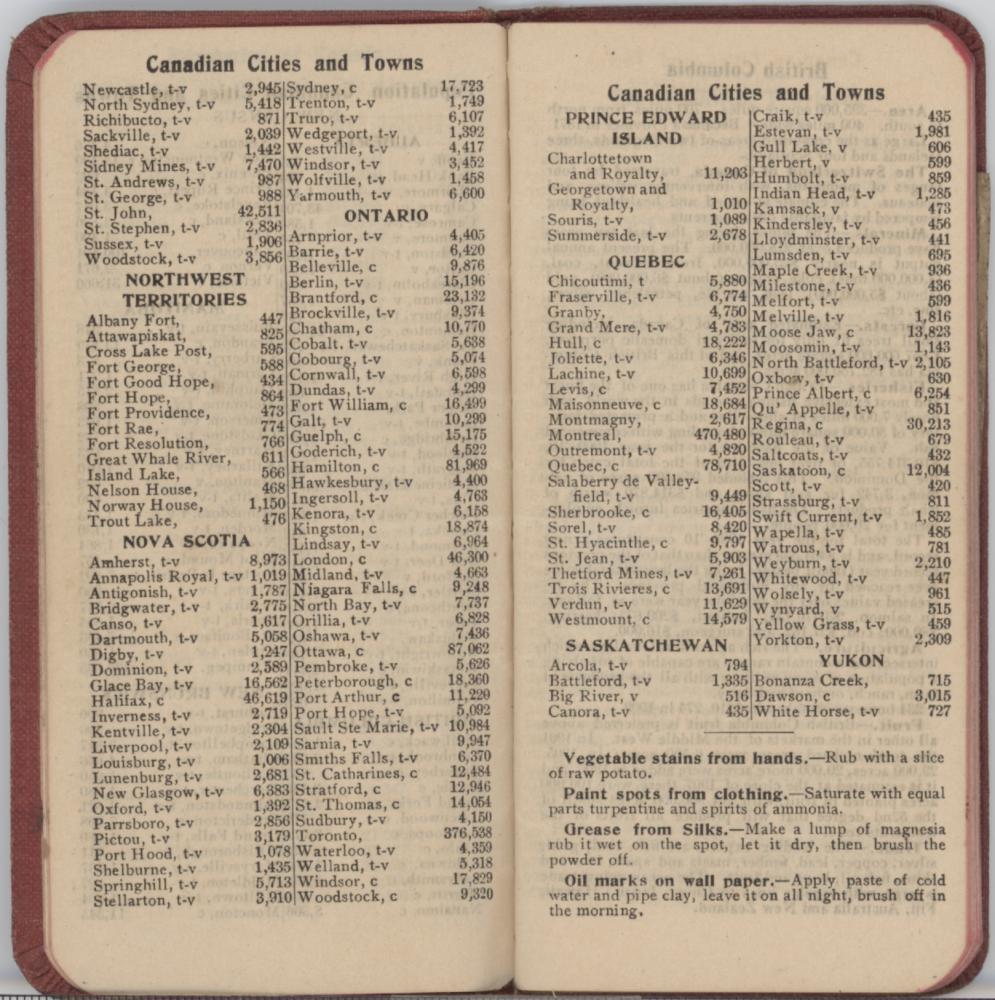 Canadian Cities and Towns
Newcastle, t-v 2,945
North Sydney, t-v 5,418
Richibucto, t-v 871
Sackville, t-v 2,039
Shediac, t-v 1,442
Sidney Mines, t-v 7,470
St. Andrews, t-v 987
St. George, t-v 988
St. John, 42,511
St. Stephen, t-v 2,836
Sussex, t-v 1,906
Woodstock, t-v 3,856
NORTHWEST
TERRITORIES
Albany Fort, 447
Attawapiskat, 825
Cross Lake Post, 595
Fort George, 588
Fort Good Hope, 434
Fort Hope, 864
Fort Providence, 473
Fort Rae, 774
Fort Resolution, 766
Great Whale River, 611
Island Lake, 566
Nelson House, 468
Norway House, 1,150
Trout Lake, 476
NOVA SCOTIA
Amherst, t-v 8,973
Annapolis Royal, t-v 1,019
Antigonish, t-v 1,787
Bridgwater, t-v 2,775
Canso, t-v 1,617
Dartmouth, t-v 5,058
Digby, t-v 1,247
Dominion, t-v 2,589
Glace Bay, t-v 16,562
Halifax, c 46,619
Inverness, t-v 2,719
Kentville, t-v 2,304
Liverpool, t-v 2,109
Louisburg, t-v 1,006
Lunenburg, t-v 2,681
New Glasgow, t-v 6,383
Oxford, t-v 1,392
Parrsboro, t-v 2,856
Pictou, t-v 3,179
Port Hood, t-v 1,078
Shelburne, t-v 1,435
Springhill, t-v 5,713
Stellarton, t-v 3,910
Sydney, c 17,723
Trenton, t-v 1,749
Truro, t-v 6,107
Wedgeport, t-v 1,392
Westville, t-v 4,417
Windsor, t-v 3,452
Wolfville, t-v 1,458
Yarmouth, t-v 6,600
ONTARIO
Arnprior, t-v 4,405
Barrie, t-v 6,420
Belleville, c 9,876
Berlin, t-v 15,196
Brantford, c 23,132
Brockville, t-v 9,374
Chatham, c 10,770
Cobalt. t-v 5,638
Cobourg, t-v 5,074
Cornwall, t-v 6,598
Dundas, t-v 4,299
Fort William, c 16,499
Galt, t-v 10,299
Guelph, c 15,175
Goderich, t-v 4,522
Hamilton, c 81,969
Hawkesbury, t-v 4,400
Ingersoll, t-v 4,763
Kenora, t-v 6,158
Kingston, c 18,874
Lindsay, t-v 6,964
London, c 46,300
Midland, t-v 4,663
Niagara Falls, c 9,248
North Bay, t-v 7,737
Orillia, t-v 6,828
Oshawa, t-v 7,436
Ottawa, c 87,062
Pembroke, t-v 5,626
Peterborough, c 18,360
Port Arthur, c 11,220
Port Hope, t-v 5,092
Sault Ste Marie, t-v 10,984
Sarnia, t-v 9,947
Smiths Falls, t-v 6,370
St. Catharines, c 12,484
Stratford, c 12,946
St. Thomas, c 14,054
Sudbury, t-v 4,150
Toronto, 376,538
Waterloo, t-v 4,359
Welland, t-v 5,318
Windsor, c 17,829
Woodstock, c 9,320
Canadian Cities and Towns
PRINCE EDWARD
ISLAND
Charlottetown
and Royalty, 11,203
Georgetown and
Royalty, 1,010
Souris, t-v 1,089
Summerside, t-v 2,678
QUEBEC
Chicoutimi, t 5,880
Fraserville, t-v 6,774
Granby, 4,750
Grand Mere, t-v 4,783
Hull, c 18,222
Joliette, t-v 6,346
Lachine, t-v 10,699
Levis, c 7,452
Maisonneuve, c 18,684
Montmagny, 2,617
Montreal, 470,480
Outremont, t-v 4,820
Quebec, c 78,710
Salaberry de Valley-
field, t-v 9,449
Sherbrooke, c 16,405
Sorel, t-v 8,420
St. Hyacinthe, c 9,797
St. Jean, t-v 5,903
Thetford Mines, t-v 7,261
Trois Rivieres, c 13,691
Verdun, t-v 11,629
Westmount, c 14,579
SASKATCHEWAN
Arcola, t-v 794
Battleford, t-v 1,335
Big River, v 516
Canora, t-v 435
Craik, t-v 435
Estevan, t-v 1,981
Gull Lake, v 606
Herbert, v 599
Humbolt, t-v 859
Indian Head, t-v 1,285
Kamsack, v 473
Kindersley, t-v 456
Lloydminster, t-v 441
Lumsden, t-v 695
Maple Creek, t-v 936
Milestone, t-v 436
Melfort, t-v 599
Melville, t-v 1,816
Moose Jaw, c 13,823
Moosomin, t-v 1,143
North Battleford, t-v 2,105
Oxbow, t-v 630
Prince Albert, c 6,254
Qu' Appelle, t-v 851
Regina, c 30,213
Rouleau, t-v 679
Saltcoats, t-v 432
Saskatoon, c 12,004
Scott, t-v 420
Strassburg, t-v 811
Swift Current, t-v 1,852
Wapella, t-v 485
Watrous, t-v 781
Weyburn, t-v 2,210
Whitewood, t-v 447
Wolsely, t-v 961
Wynyard, v 515
Yellow Grass, t-v 459
Yorkton, t-v 2,309
YUKON
Bonanza Creek, 715
Dawson, c 3,015
White Horse, t-v 727
Vegetable stains from hands.—Rub with a slice
of raw potato.
Paint spots from clothing.—Saturate with equal
parts turpentine and spirits of ammonia.
Grease from Silks.—Make a lump of magnesia
rub it wet on the spot, let it dry, then brush the
powder off.
Oil marks on wall paper.—Apply paste of cold
water and pipe clay, leave it on all night, brush off in
the morning.